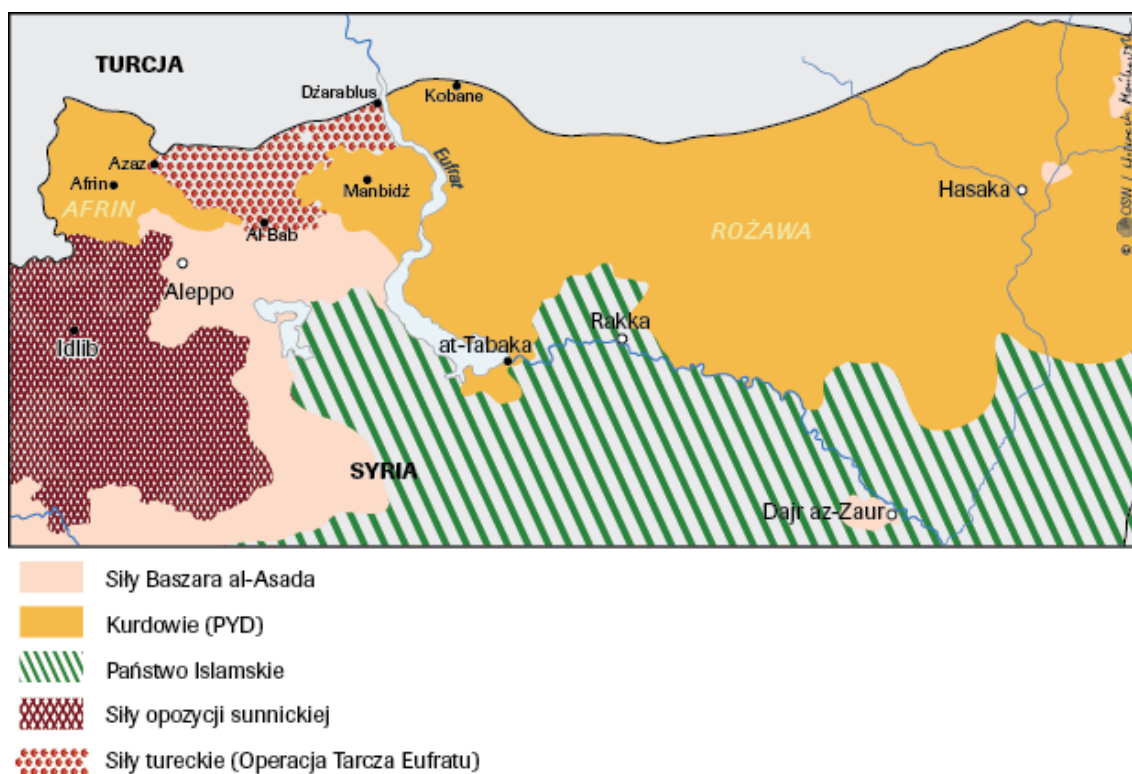 TURCJA
Dżarablus
Kobane
Azaz
Eufrat
Afrin
Manbidż
Hasaka
AFRIN
Al Bab
ROŻAWA
Aleppo
Rakka
Idlib
at-Tabaka
SYRIA
Dajr az-Zaur
© OSW /
Siły Baszara al-Asada
Kurdowie (PYD)
Państwo Islamskie
Siły opozycji sunnickiej
Siły tureckie (Operacja Tarcza Eufratu)